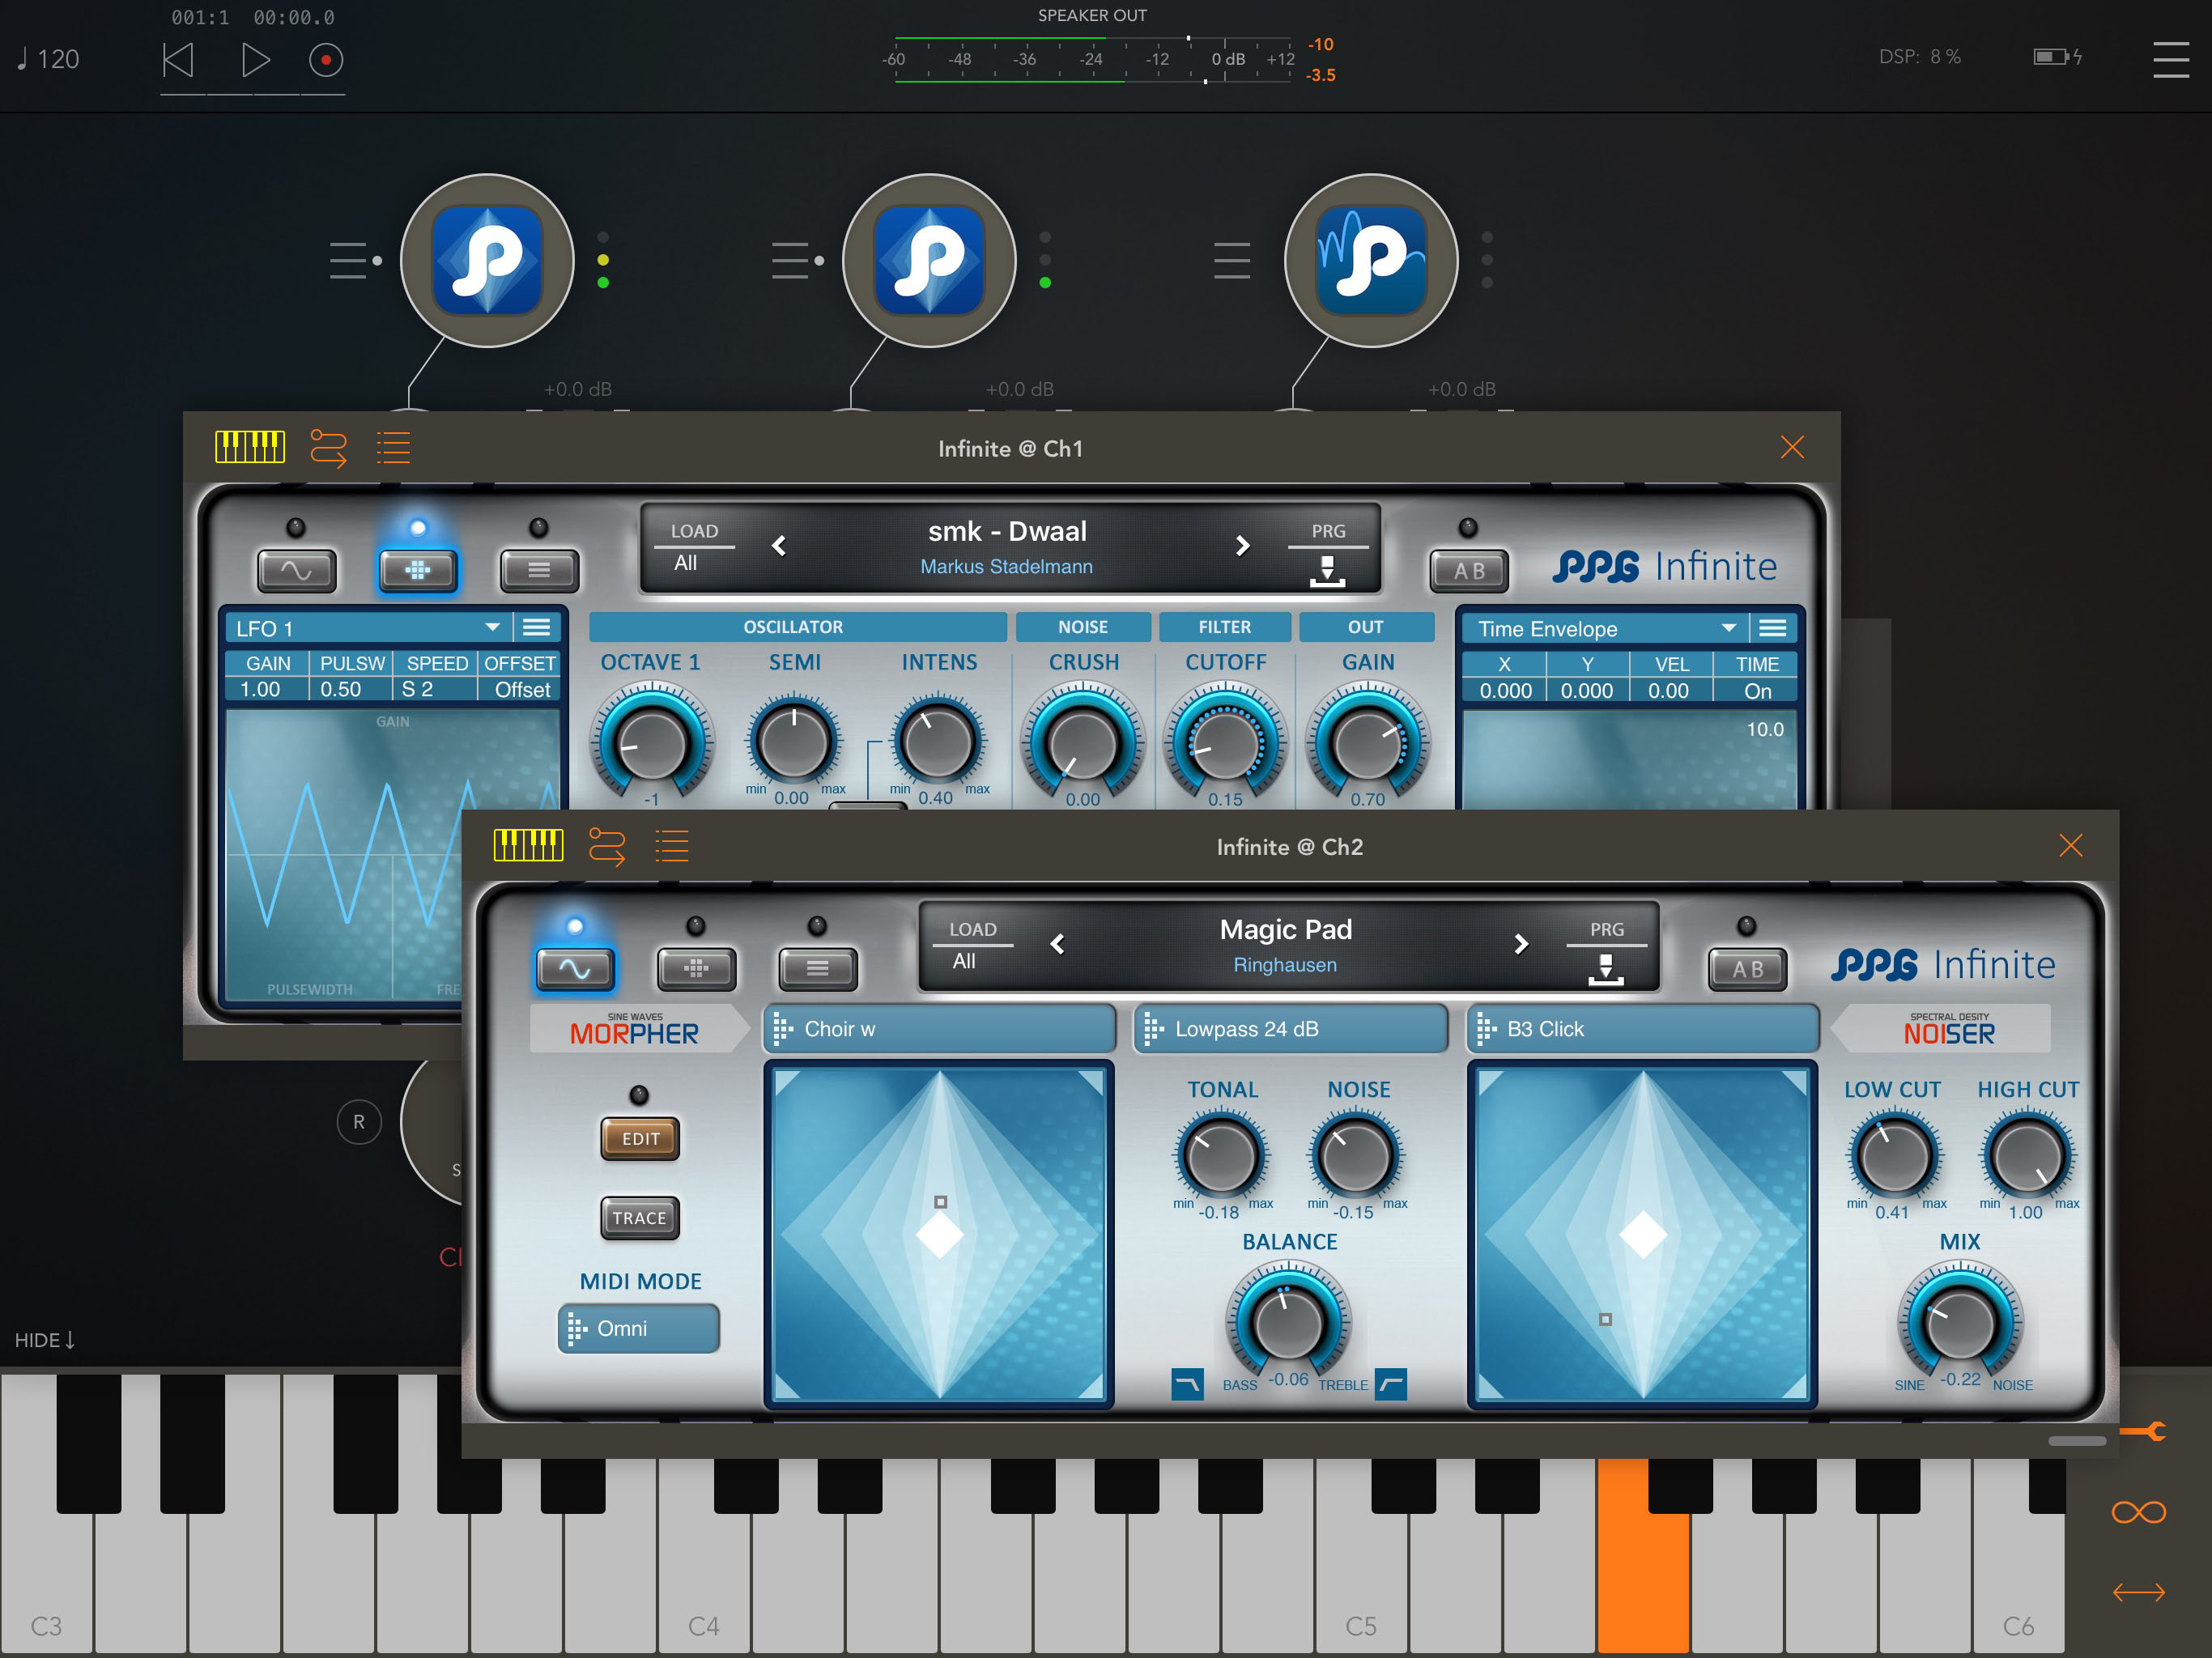 001:1 00:00.0
SPEAKER OUT
♩ 120
-60 -48 -36 -24 -12 0 dB +12
-10
-3.5
DSP: 8 %
+0.0 dB
+0.0 dB
+0.0 dB
Infinite @ Ch1
LOAD
All
smk - Dwaal
Markus Stadelmann
PRG
A B
PPG Infinite
LFO 1
GAIN PULSW SPEED OFFSET
1.00 0.50 S 2 Offset
GAIN
PULSEWIDTH
FRE
OSCILLATOR NOISE FILTER OUT
OCTAVE 1 SEMI INTENS CRUSH CUTOFF GAIN
min max min max
-1 0.00 0.40 0.00 0.15 0.70
Time Envelope
X Y VEL TIME
0.000 0.000 0.00 On
10.0
Infinite @ Ch2
LOAD
All
Magic Pad
Ringhausen
PRG
A B
PPG Infinite
SINE WAVES
MORPHER
Choir w
Lowpass 24 dB
B3 Click
SPECTRAL DESITY
NOISER
EDIT
TRACE
MIDI MODE
Omni
TONAL NOISE
min max min max
-0.18 -0.15
BALANCE
BASS -0.06 TREBLE
LOW CUT HIGH CUT
min max min max
0.41 1.00
MIX
SINE -0.22 NOISE
R
S
HIDE↓
C3 C4 C5 C6